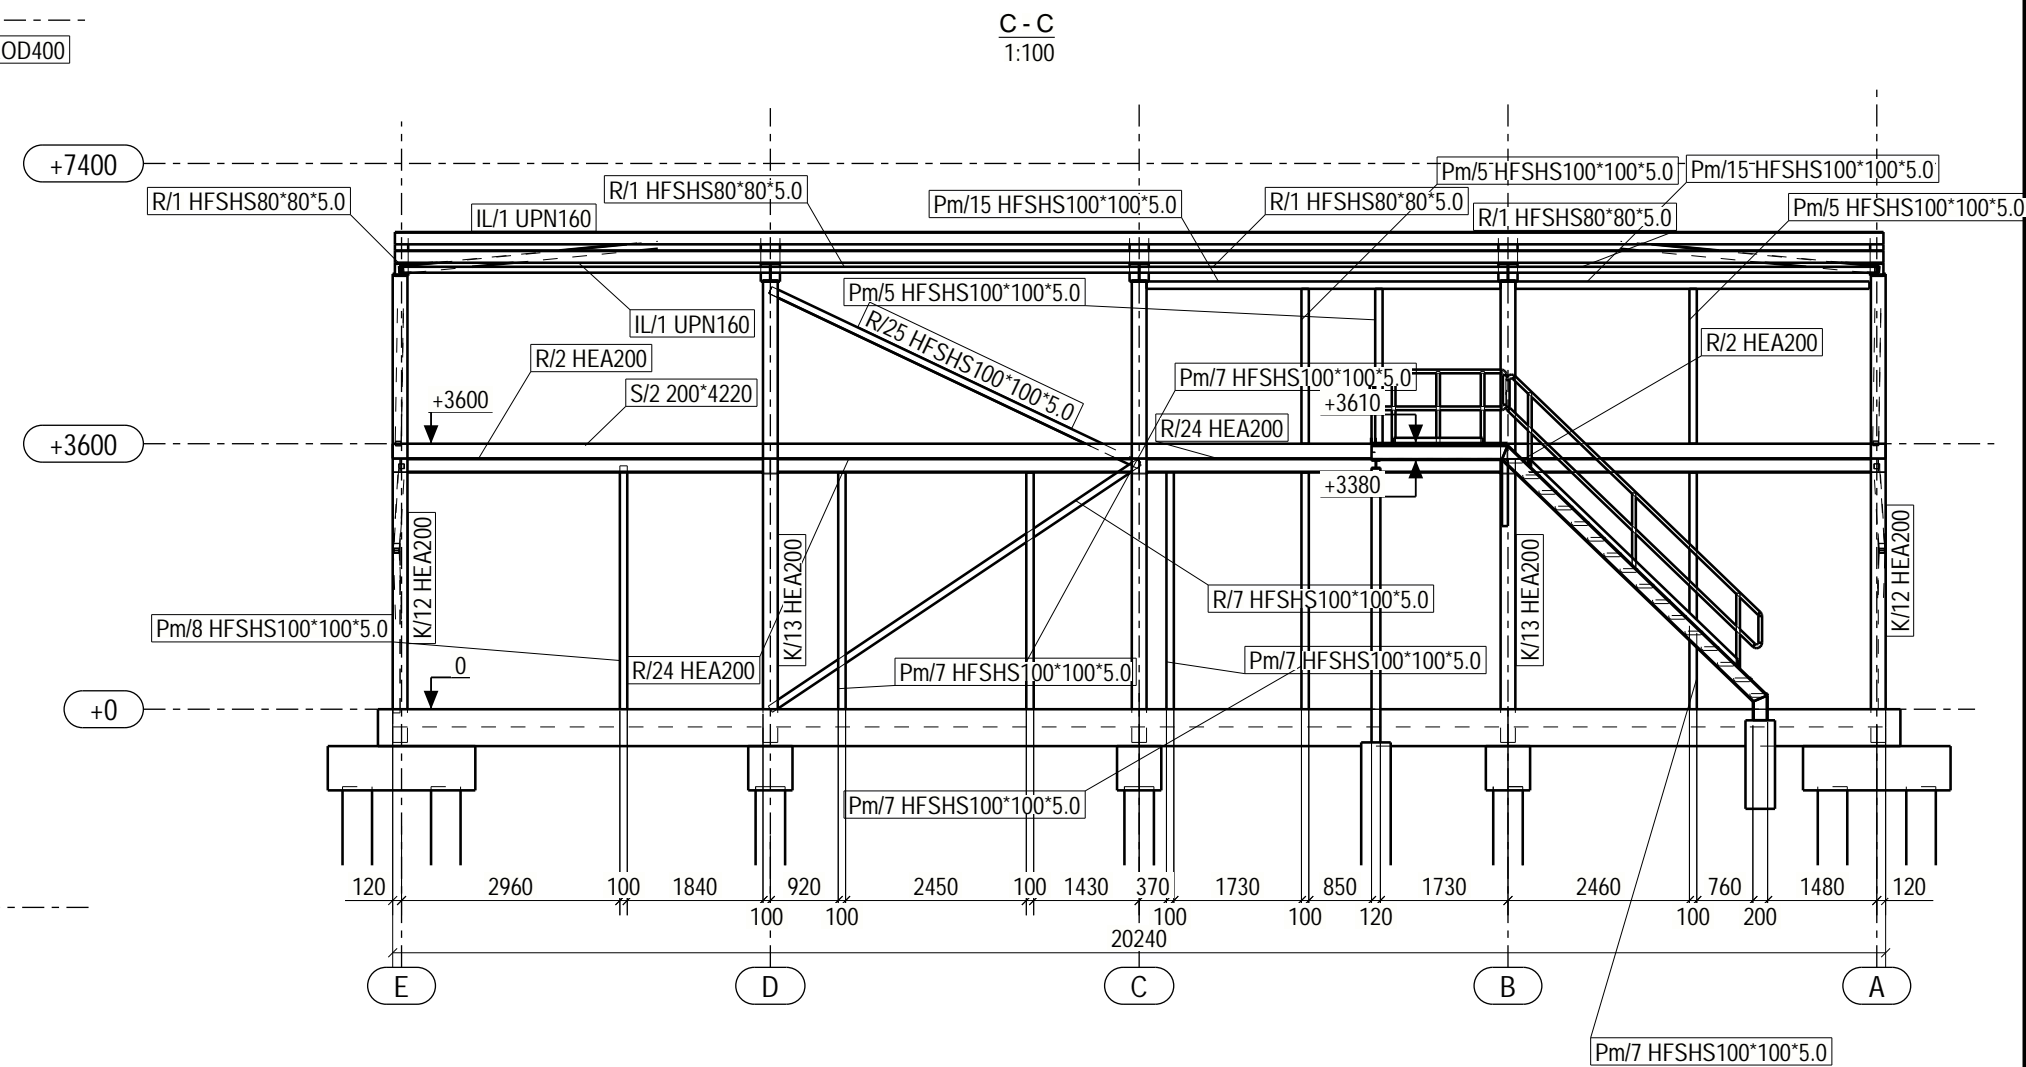 C - C
1:100
OD400
+7400
Pm/5 HFSHS100*100*5.0
Pm/15 HFSHS100*100*5.0
R/1 HFSHS80*80*5.0
IL/1 UPN160
R/1 HFSHS80*80*5.0
Pm/15 HFSHS100*100*5.0
R/1 HFSHS80*80*5.0
R/1 HFSHS80*80*5.0
Pm/5 HFSHS100*100*5.0
Pm/5 HFSHS100*100*5.0
IL/1 UPN160
R/25 HFSHS100*100*5.0
R/2 HEA200
R/2 HEA200
Pm/7 HFSHS100*100*5.0
S/2 200*4220
+3600
+3610
R/24 HEA200
+3600
+3380
K/12 HEA200
K/13 HEA200
K/13 HEA200
K/12 HEA200
R/7 HFSHS100*100*5.0
Pm/8 HFSHS100*100*5.0
0
R/24 HEA200
Pm/7 HFSHS100*100*5.0
Pm/7 HFSHS100*100*5.0
+0
Pm/7 HFSHS100*100*5.0
120 2960 100 1840 920 2450 100 1430 370 1730 850 1730 2460 760 1480 120
100 100 100 100 120 100 200
20240
E D C B A
Pm/7 HFSHS100*100*5.0